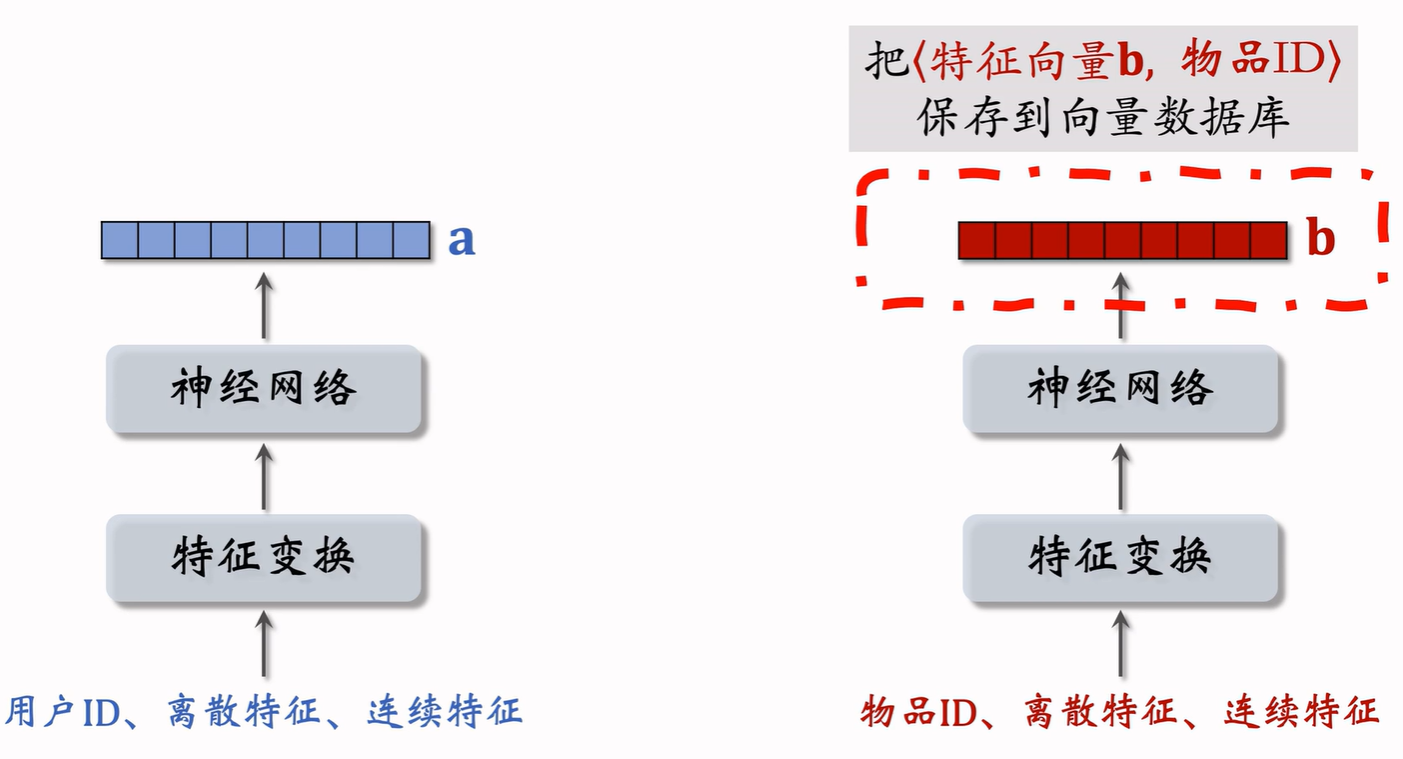 把〈特征向量b, 物品ID〉
保存到向量数据库
a
b
神经网络
神经网络
特征变换
特征变换
用户ID、离散特征、连续特征
物品ID、离散特征、连续特征